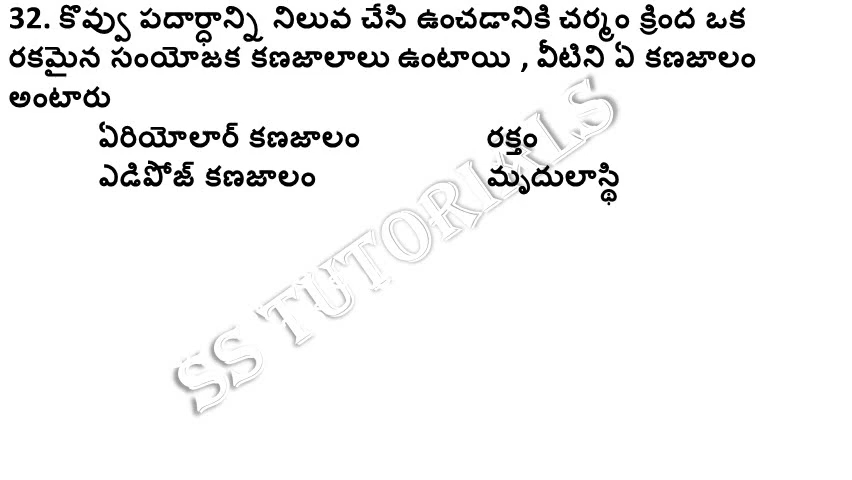 32. కొవ్వు పదార్ధాన్ని నిలువ చేసి ఉంచడానికి చర్మం క్రింద ఒక
రకమైన సంయోజక కణజాలాలు ఉంటాయి , వీటిని ఏ కణజాలం
అంటారు
ఏరియోలార్ కణజాలం రక్తం
ఎడిపోజ్ కణజాలం మృదులాస్థి
SS TUTORIALS